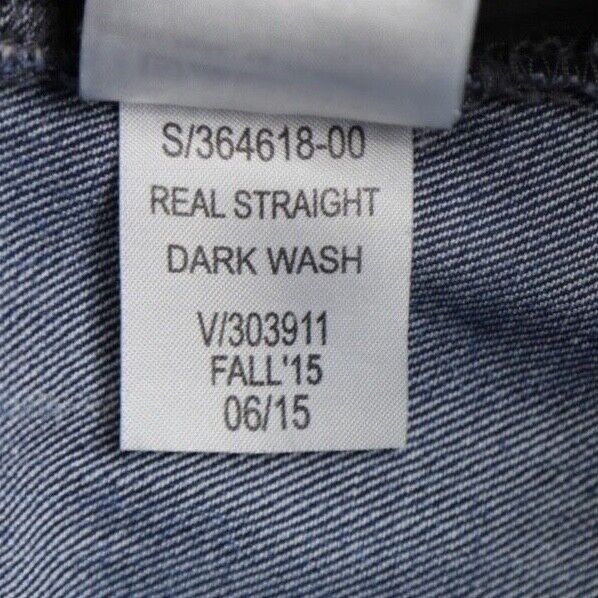 S/364618-00
REAL STRAIGHT
DARK WASH
V/303911
FALL'15
06/15